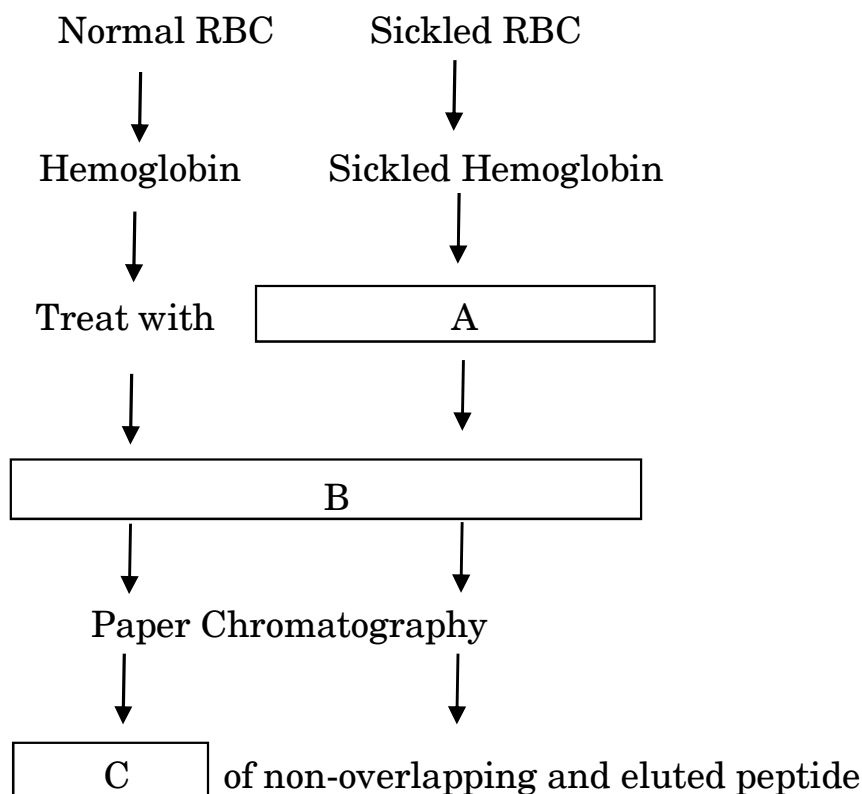 Normal RBC Sickled RBC
Hemoglobin Sickled Hemoglobin
Treat with A
B
Paper Chromatography
C of non-overlapping and eluted peptide